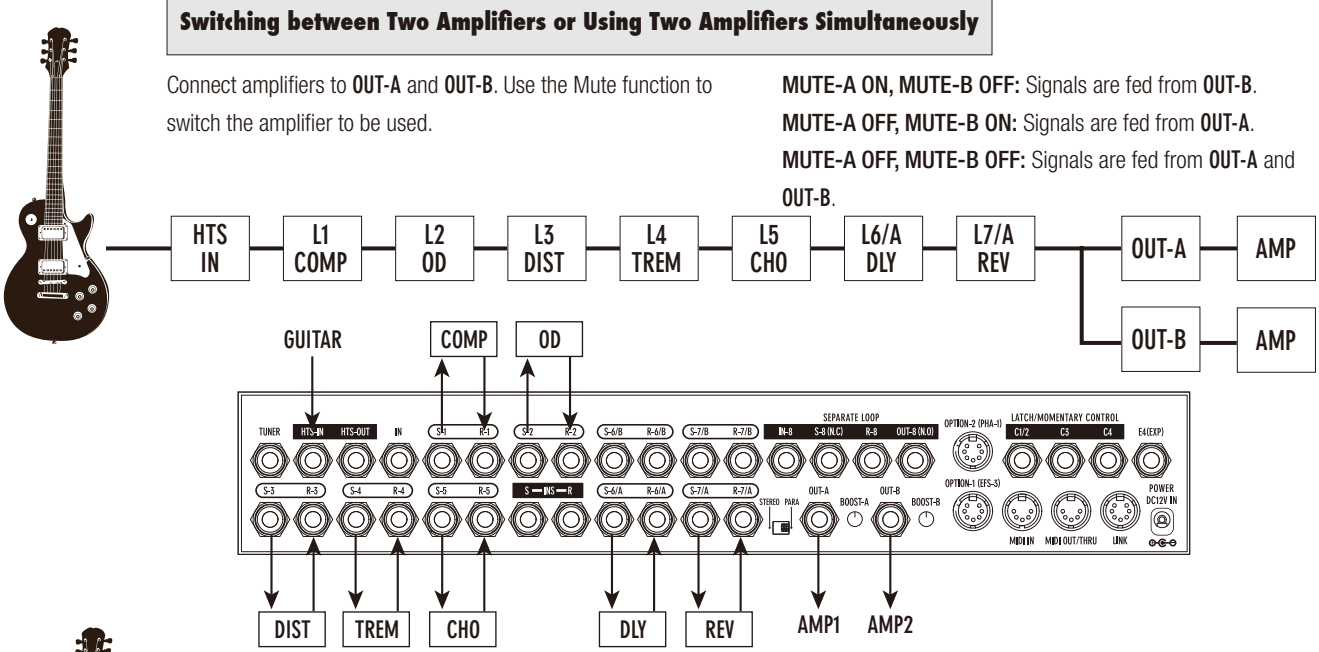 Switching between Two Amplifiers or Using Two Amplifiers Simultaneously
Connect amplifiers to OUT-A and OUT-B. Use the Mute function to
switch the amplifier to be used.
MUTE-A ON, MUTE-B OFF: Signals are fed from OUT-B.
MUTE-A OFF, MUTE-B ON: Signals are fed from OUT-A.
MUTE-A OFF, MUTE-B OFF: Signals are fed from OUT-A and
OUT-B.
HTS IN
L1 COMP
L2 OD
L3 DIST
L4 TREM
L5 CHO
L6/A DLY
L7/A REV
OUT-A
AMP
OUT-B
AMP
GUITAR
COMP
OD
SEPARATE LOOP
OPTION-2 (PHA-1)
LATCH/MOMENTARY CONTROL
TUNER
HTS-IN
HTS-OUT
IN
S-1
R-1
S-2
R-2
S-6/B
R-6/B
S-7/B
R-7/B
IN-8
S-8 (N.C)
R-8
OUT-8 (N.O)
C1/2
C3
C4
E4(EXP)
S-3
R-3
S-4
R-4
S-5
R-5
S — INS — R
S-6/A
R-6/A
S-7/A
R-7/A
STEREO
PARA
OUT-A
BOOST-A
OUT-B
BOOST-B
OPTION-1 (EFS-3)
POWER
DC12V IN
MIDI IN
MIDI OUT/THRU
LINK
DIST
TREM
CHO
DLY
REV
AMP1
AMP2